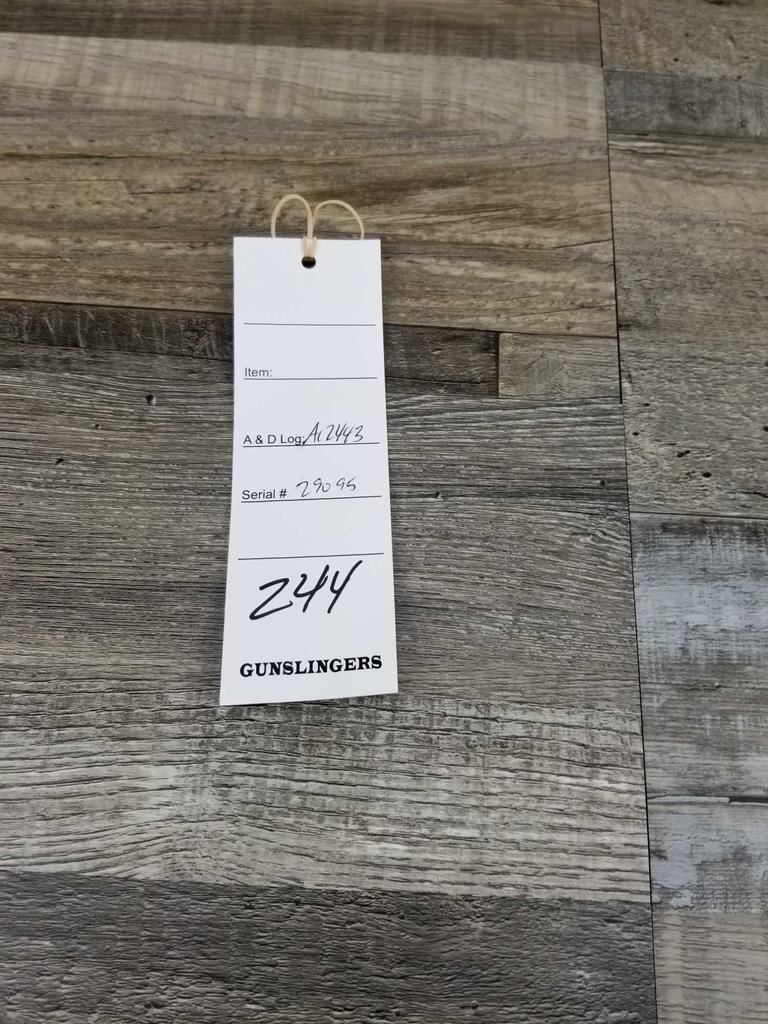 Item:
A & D Log: A12443
Serial # 29095
244
GUNSLINGERS